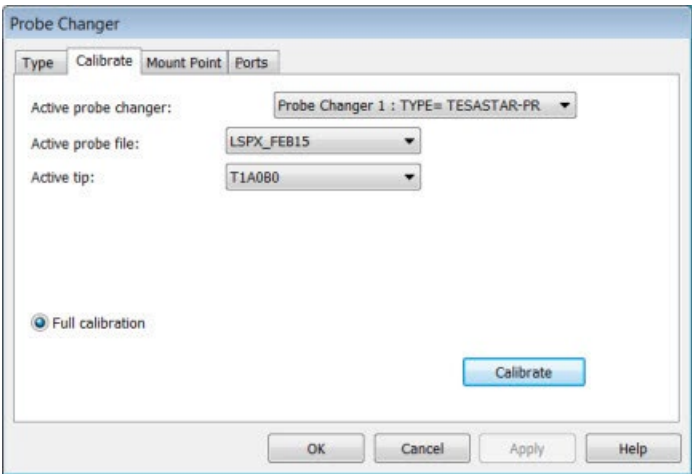 Probe Changer
Type Calibrate Mount Point Ports
Active probe changer: Probe Changer 1 : TYPE= TESASTAR-PR
Active probe file: LSPX_FEB15
Active tip: T1A0B0
Full calibration
Calibrate
OK Cancel Apply Help